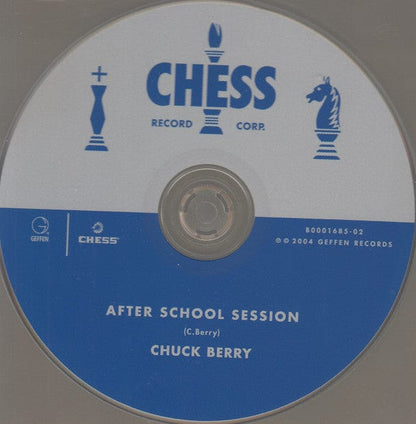 CHESS
RECORD CORP.
GEFFEN
CHESS
B0001685-02
℗ © 2004 GEFFEN RECORDS
AFTER SCHOOL SESSION
(C.Berry)
CHUCK BERRY